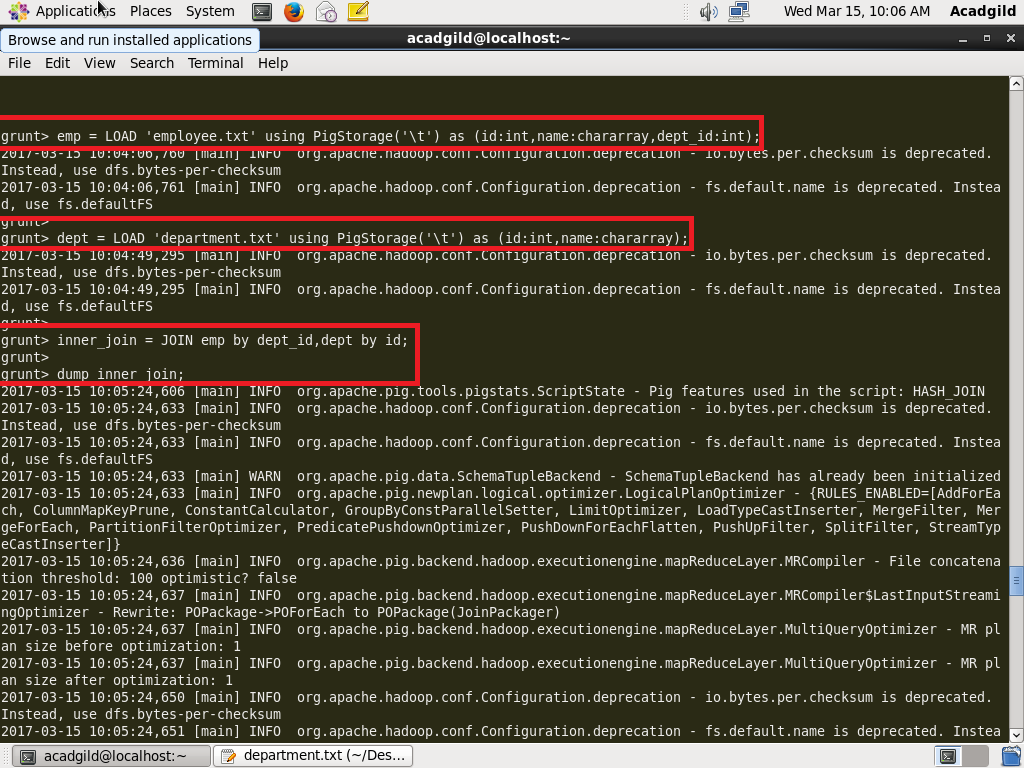 Applications Places System Wed Mar 15, 10:06 AM Acadgild
Browse and run installed applications
acadgild@localhost:~
File Edit View Search Terminal Help
grunt> emp = LOAD 'employee.txt' using PigStorage('\t') as (id:int,name:chararray,dept_id:int);
2017-03-15 10:04:06,760 [main] INFO  org.apache.hadoop.conf.Configuration.deprecation - io.bytes.per.checksum is deprecated.
Instead, use dfs.bytes-per-checksum
2017-03-15 10:04:06,761 [main] INFO  org.apache.hadoop.conf.Configuration.deprecation - fs.default.name is deprecated. Instea
d, use fs.defaultFS
grunt>
grunt> dept = LOAD 'department.txt' using PigStorage('\t') as (id:int,name:chararray);
2017-03-15 10:04:49,295 [main] INFO  org.apache.hadoop.conf.Configuration.deprecation - io.bytes.per.checksum is deprecated.
Instead, use dfs.bytes-per-checksum
2017-03-15 10:04:49,295 [main] INFO  org.apache.hadoop.conf.Configuration.deprecation - fs.default.name is deprecated. Instea
d, use fs.defaultFS
grunt>
grunt> inner_join = JOIN emp by dept_id,dept by id;
grunt>
grunt> dump inner_join;
2017-03-15 10:05:24,606 [main] INFO  org.apache.pig.tools.pigstats.ScriptState - Pig features used in the script: HASH_JOIN
2017-03-15 10:05:24,633 [main] INFO  org.apache.hadoop.conf.Configuration.deprecation - io.bytes.per.checksum is deprecated.
Instead, use dfs.bytes-per-checksum
2017-03-15 10:05:24,633 [main] INFO  org.apache.hadoop.conf.Configuration.deprecation - fs.default.name is deprecated. Instea
d, use fs.defaultFS
2017-03-15 10:05:24,633 [main] WARN  org.apache.pig.data.SchemaTupleBackend - SchemaTupleBackend has already been initialized
2017-03-15 10:05:24,633 [main] INFO  org.apache.pig.newplan.logical.optimizer.LogicalPlanOptimizer - {RULES_ENABLED=[AddForEa
ch, ColumnMapKeyPrune, ConstantCalculator, GroupByConstParallelSetter, LimitOptimizer, LoadTypeCastInserter, MergeFilter, Mer
geForEach, PartitionFilterOptimizer, PredicatePushdownOptimizer, PushDownForEachFlatten, PushUpFilter, SplitFilter, StreamTyp
eCastInserter]}
2017-03-15 10:05:24,636 [main] INFO  org.apache.pig.backend.hadoop.executionengine.mapReduceLayer.MRCompiler - File concatena
tion threshold: 100 optimistic? false
2017-03-15 10:05:24,637 [main] INFO  org.apache.pig.backend.hadoop.executionengine.mapReduceLayer.MRCompiler$LastInputStreami
ngOptimizer - Rewrite: POPackage->POForEach to POPackage(JoinPackager)
2017-03-15 10:05:24,637 [main] INFO  org.apache.pig.backend.hadoop.executionengine.mapReduceLayer.MultiQueryOptimizer - MR pl
an size before optimization: 1
2017-03-15 10:05:24,637 [main] INFO  org.apache.pig.backend.hadoop.executionengine.mapReduceLayer.MultiQueryOptimizer - MR pl
an size after optimization: 1
2017-03-15 10:05:24,650 [main] INFO  org.apache.hadoop.conf.Configuration.deprecation - io.bytes.per.checksum is deprecated.
Instead, use dfs.bytes-per-checksum
2017-03-15 10:05:24,651 [main] INFO  org.apache.hadoop.conf.Configuration.deprecation - fs.default.name is deprecated. Instea
acadgild@localhost:~ department.txt (~/Des...